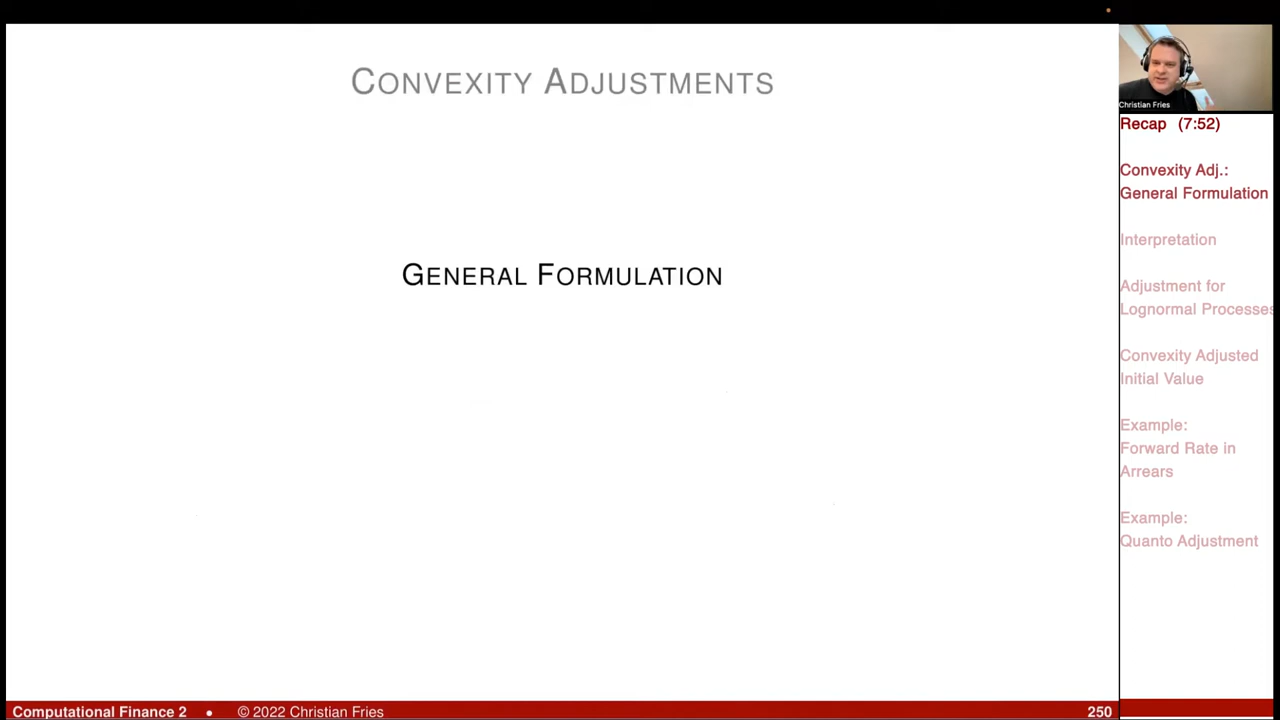 CONVEXITY ADJUSTMENTS
GENERAL FORMULATION
Christian Fries
Recap (7:52)
Convexity Adj.:
General Formulation
Interpretation
Adjustment for
Lognormal Processes
Convexity Adjusted
Initial Value
Example:
Forward Rate in
Arrears
Example:
Quanto Adjustment
Computational Finance 2 • © 2022 Christian Fries 250